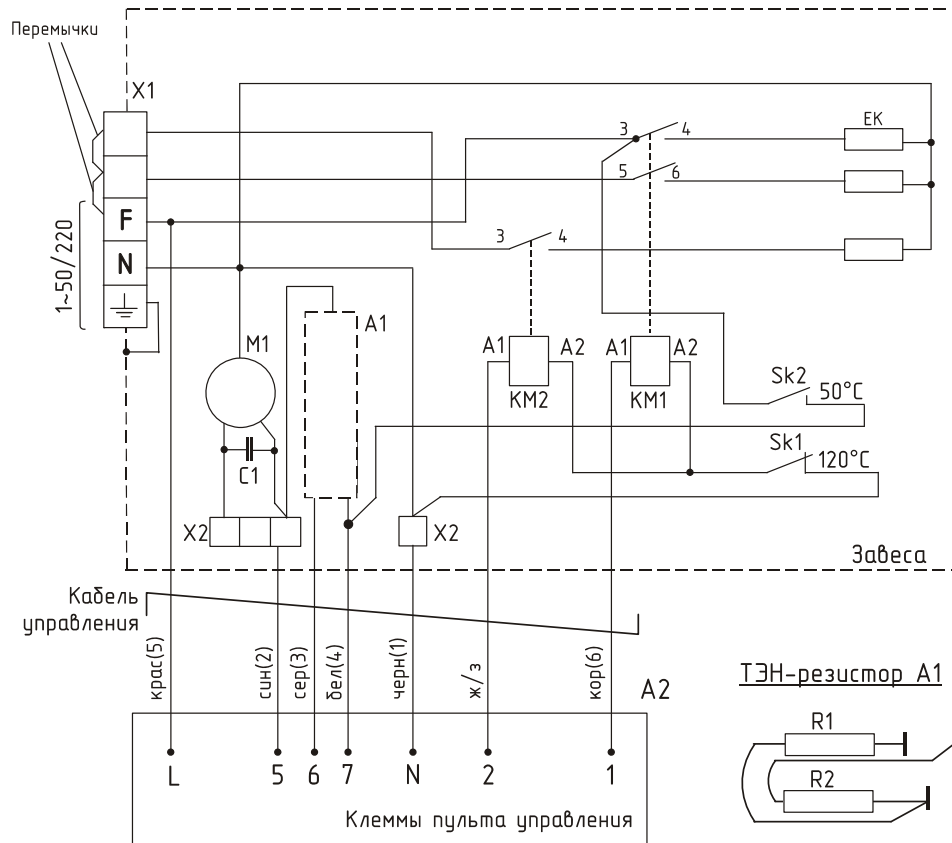 Перемычки
X1
F
N
1~50/220
3
4
EK
5
6
3
4
A1
M1
A1
A2
A1
A2
KM2
KM1
Sk2
50°C
Sk1
120°C
C1
X2
X2
Завеса
Кабель
управления
крас(5)
син(2)
сер(3)
бел(4)
черн(1)
ж/з
кор(6)
A2
L
5
6
7
N
2
1
Клеммы пульта управления
ТЭН-резистор A1
R1
R2